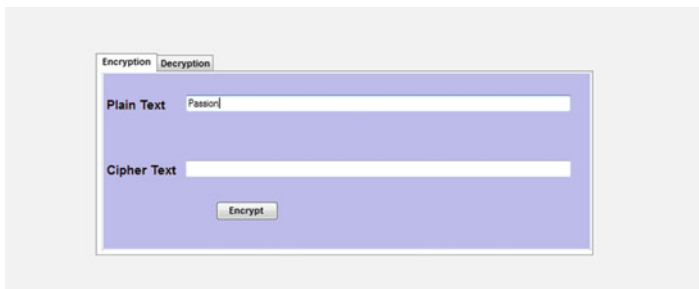 Encryption Decryption
Plain Text Passion
Cipher Text
Encrypt